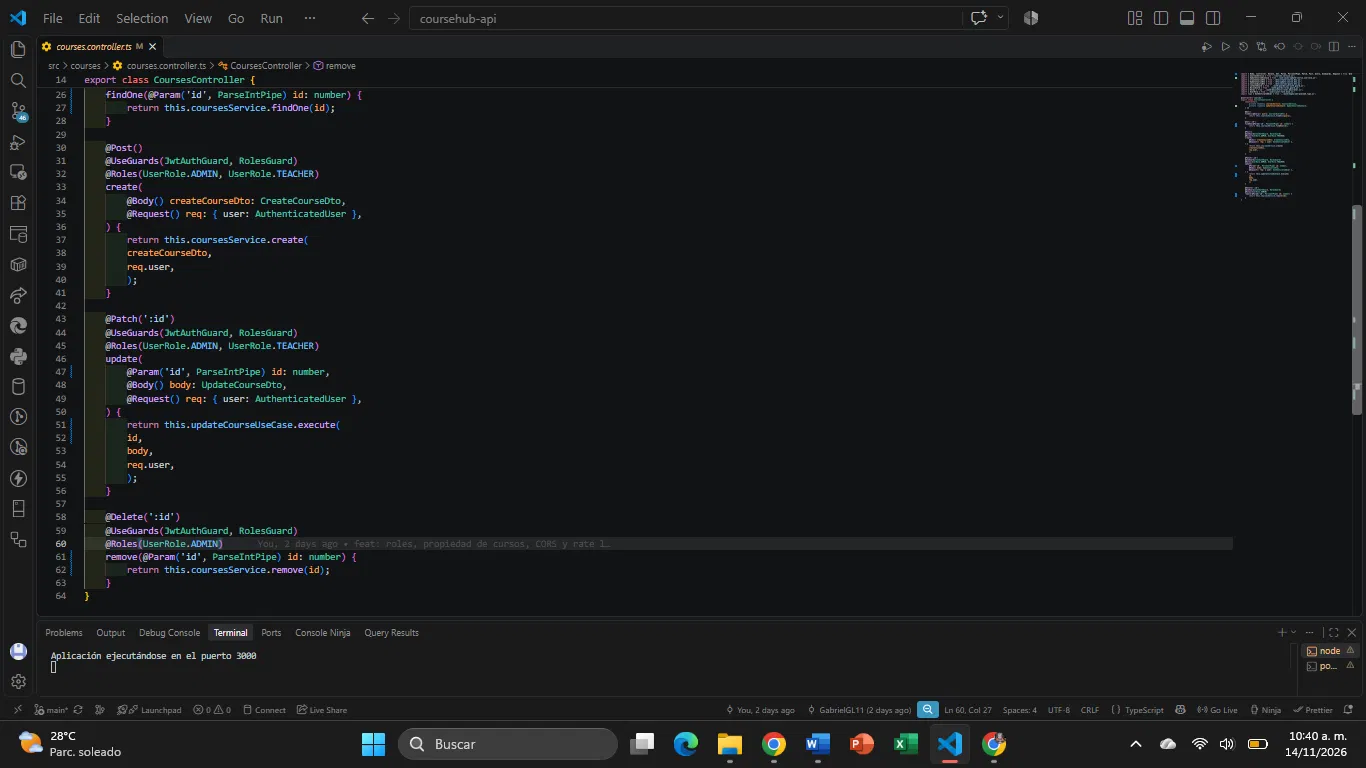 File Edit Selection View Go Run ··· coursehub-api
courses.controller.ts M
src > courses > courses.controller.ts > CoursesController > remove
14 export class CoursesController {
26 findOne(@Param('id', ParseIntPipe) id: number) {
27 return this.coursesService.findOne(id);
28 }
29
30 @Post()
31 @UseGuards(JwtAuthGuard, RolesGuard)
32 @Roles(UserRole.ADMIN, UserRole.TEACHER)
33 create(
34 @Body() createCourseDto: CreateCourseDto,
35 @Request() req: { user: AuthenticatedUser },
36 ) {
37 return this.coursesService.create(
38 createCourseDto,
39 req.user,
40 );
41 }
42
43 @Patch(':id')
44 @UseGuards(JwtAuthGuard, RolesGuard)
45 @Roles(UserRole.ADMIN, UserRole.TEACHER)
46 update(
47 @Param('id', ParseIntPipe) id: number,
48 @Body() body: UpdateCourseDto,
49 @Request() req: { user: AuthenticatedUser },
50 ) {
51 return this.updateCourseUseCase.execute(
52 id,
53 body,
54 req.user,
55 );
56 }
57
58 @Delete(':id')
59 @UseGuards(JwtAuthGuard, RolesGuard)
60 @Roles(UserRole.ADMIN) You, 2 days ago • feat: roles, propiedad de cursos, CORS y rate l…
61 remove(@Param('id', ParseIntPipe) id: number) {
62 return this.coursesService.remove(id);
63 }
64 }
Problems Output Debug Console Terminal Ports Console Ninja Query Results
Aplicación ejecutándose en el puerto 3000
node
po...
46
main* Launchpad 0 0 Connect Live Share You, 2 days ago GabrielGL11 (2 days ago) Ln 60, Col 27 Spaces: 4 UTF-8 CRLF {} TypeScript Go Live Ninja Prettier
28°C
Parc. soleado
Buscar
10:40 a. m.
14/11/2026